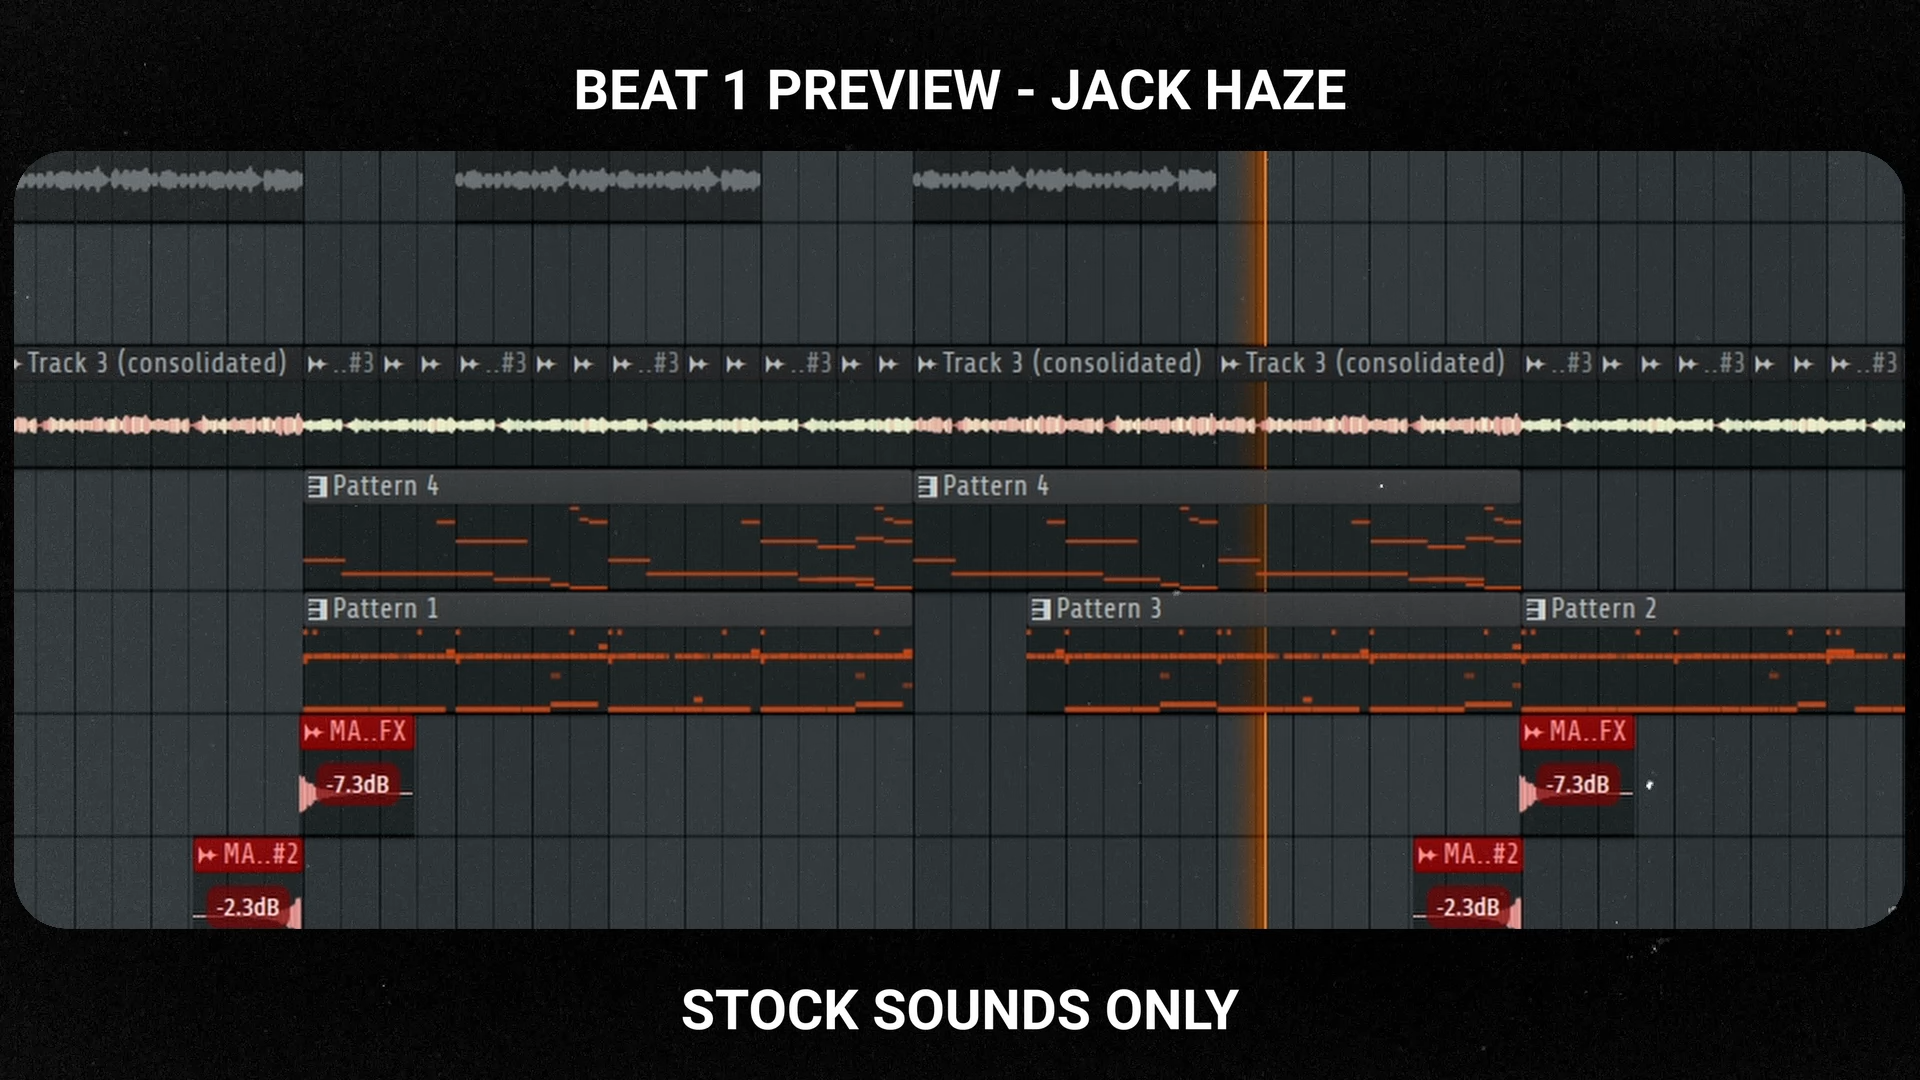 BEAT 1 PREVIEW - JACK HAZE
Track 3 (consolidated) ..#3 ..#3 ..#3 ..#3 Track 3 (consolidated) Track 3 (consolidated) ..#3 ..#3 ..#3
Pattern 4 Pattern 4
Pattern 1 Pattern 3 Pattern 2
MA..FX MA..FX
-7.3dB -7.3dB
MA..#2 MA..#2
-2.3dB -2.3dB
STOCK SOUNDS ONLY